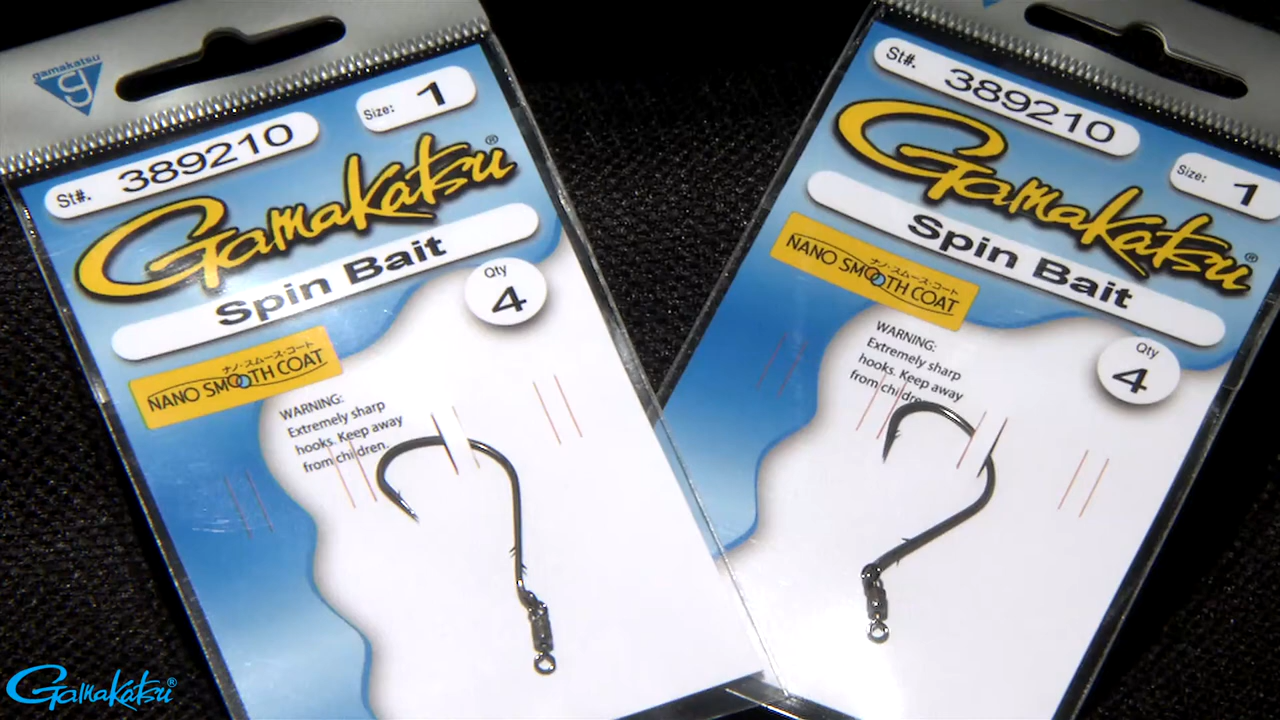 gamakatsu
St#. 389210
Size: 1
Gamakatsu®
Spin Bait
Qty
4
ナノ・スムース・コート
NANO SMOOTH COAT
WARNING:
Extremely sharp
hooks. Keep away
from children.
St#. 389210
Size: 1
Gamakatsu®
Spin Bait
ナノ・スムース・コート
NANO SMOOTH COAT
Qty
4
WARNING:
Extremely sharp
hooks. Keep away
from children.
Gamakatsu®